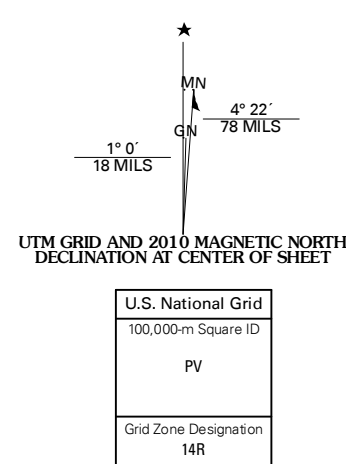 ★
MN
GN
4° 22´
78 MILS
1° 0´
18 MILS
UTM GRID AND 2010 MAGNETIC NORTH
DECLINATION AT CENTER OF SHEET
U.S. National Grid
100,000-m Square ID
PV
Grid Zone Designation
14R